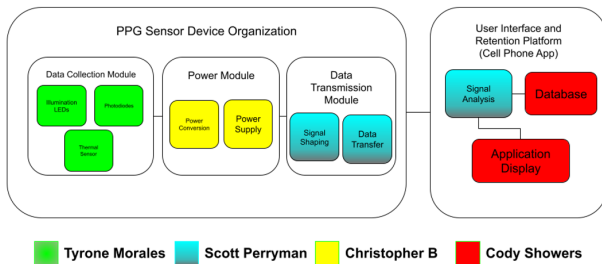 PPG Sensor Device Organization
Data Collection Module
Illumination
LEDs
Photodiodes
Thermal
Sensor
Power Module
Power
Conversion
Power
Supply
Data
Transmission
Module
Signal
Shaping
Data
Transfer
User Interface and
Retention Platform
(Cell Phone App)
Signal
Analysis
Database
Application
Display
Tyrone Morales
Scott Perryman
Christopher B
Cody Showers